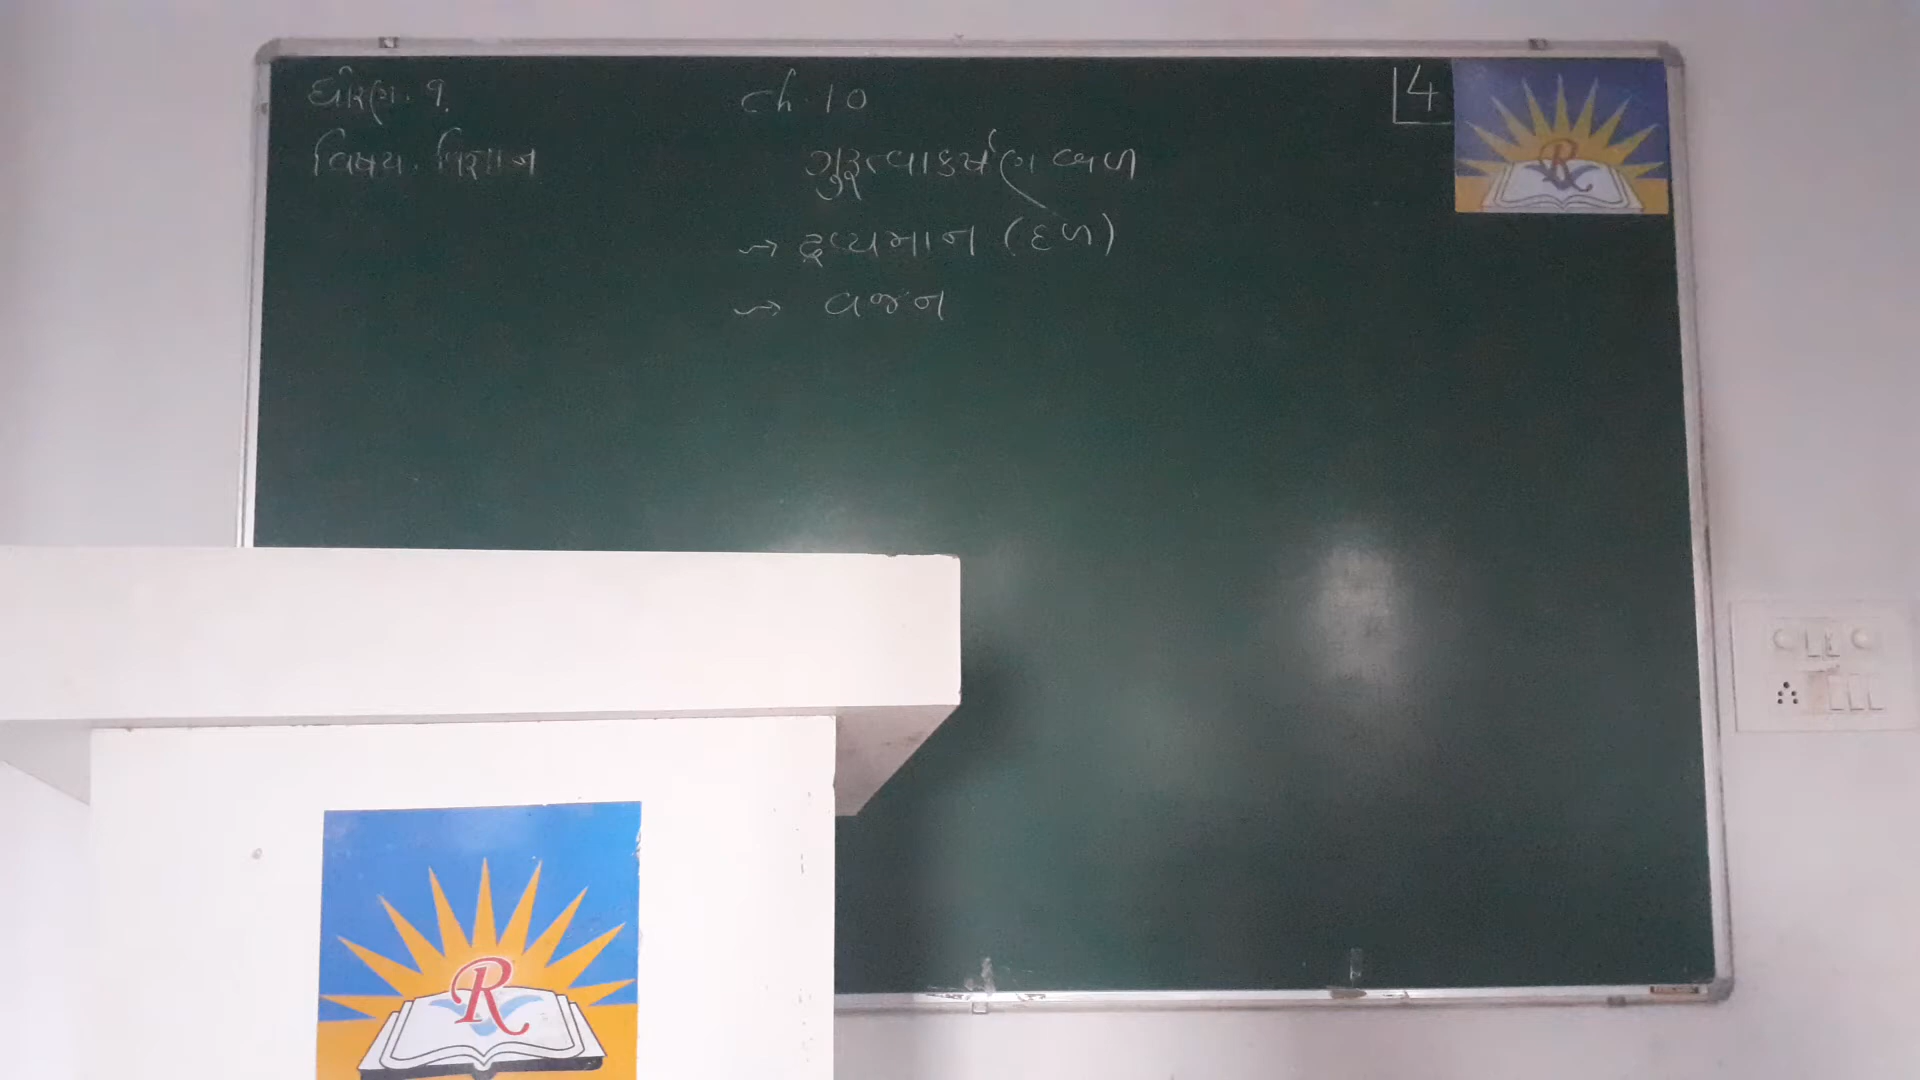 ધોરણ. 9.
Ch. 10
4
વિષય. વિજ્ઞાન
ગુરૂત્વાકર્ષણ બળ
→ દ્રવ્યમાન (દળ)
→ વજન
R
R